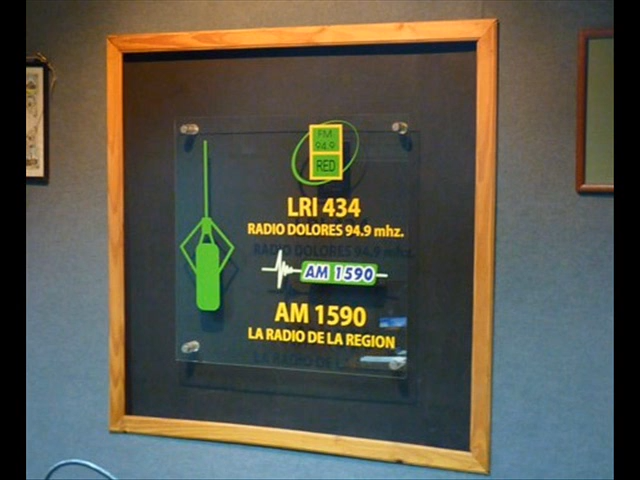 FM
94.9
RED
LRI 434
RADIO DOLORES 94.9 mhz.
AM 1590
AM 1590
LA RADIO DE LA REGION